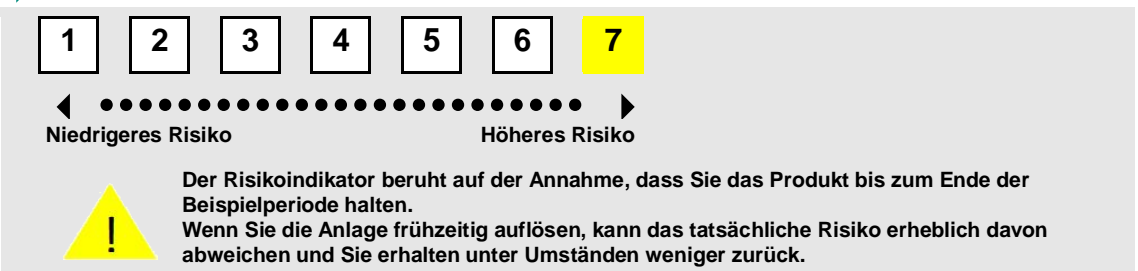 1 2 3 4 5 6 7
Niedrigeres Risiko Höheres Risiko
Der Risikoindikator beruht auf der Annahme, dass Sie das Produkt bis zum Ende der
Beispielperiode halten.
Wenn Sie die Anlage frühzeitig auflösen, kann das tatsächliche Risiko erheblich davon
abweichen und Sie erhalten unter Umständen weniger zurück.
!